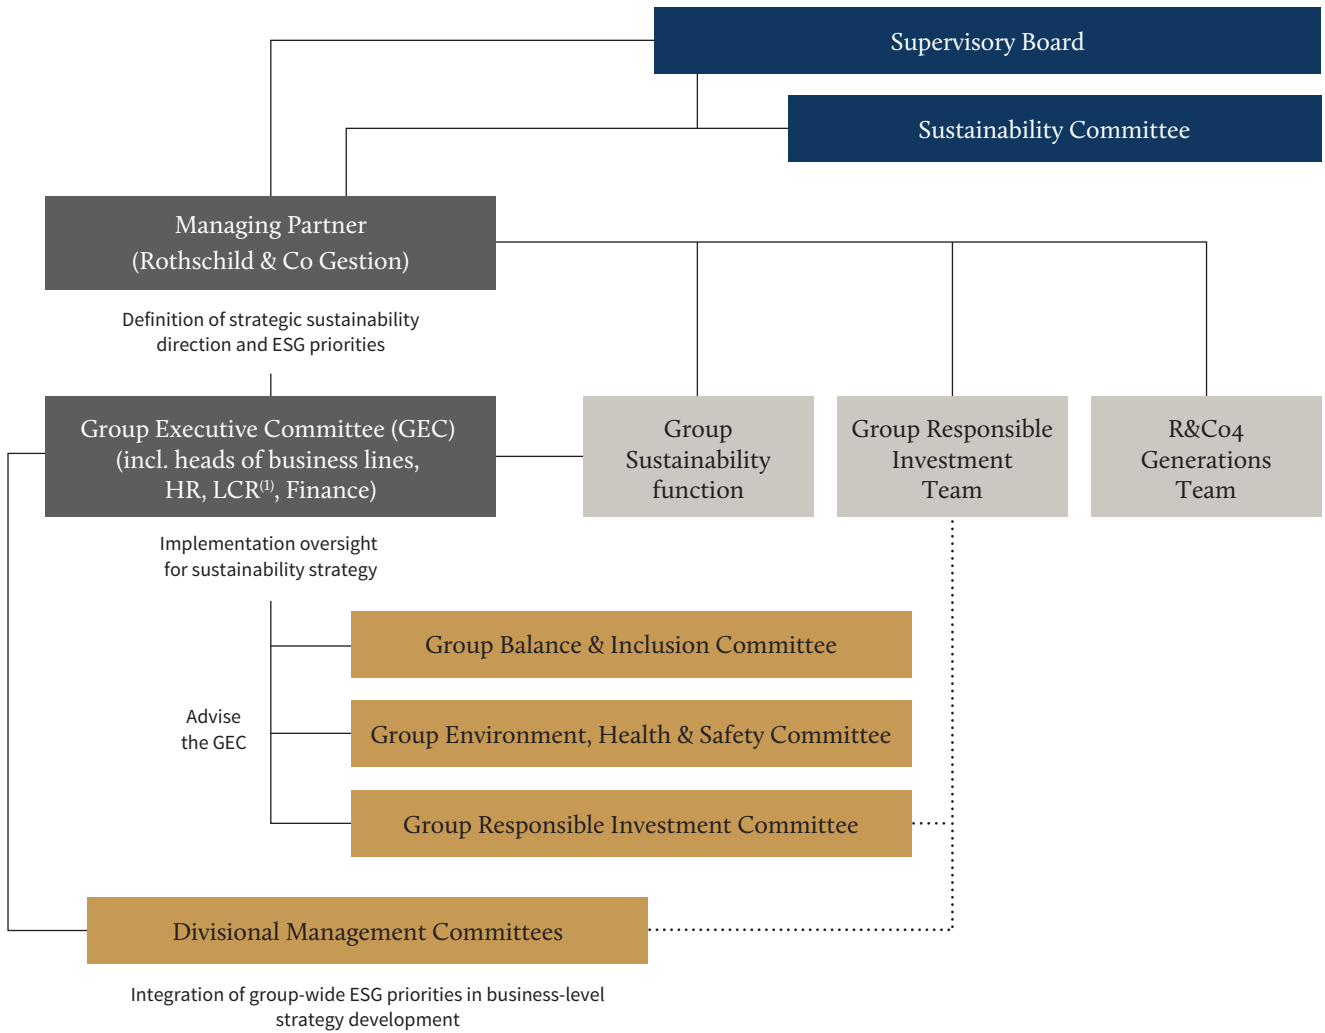 Supervisory Board
Sustainability Committee
Managing Partner
(Rothschild & Co Gestion)
Definition of strategic sustainability
direction and ESG priorities
Group Executive Committee (GEC)
(incl. heads of business lines,
HR, LCR(1), Finance)
Group
Sustainability
function
Group Responsible
Investment
Team
R&Co4
Generations
Team
Implementation oversight
for sustainability strategy
Group Balance & Inclusion Committee
Advise
the GEC
Group Environment, Health & Safety Committee
Group Responsible Investment Committee
Divisional Management Committees
Integration of group-wide ESG priorities in business-level
strategy development